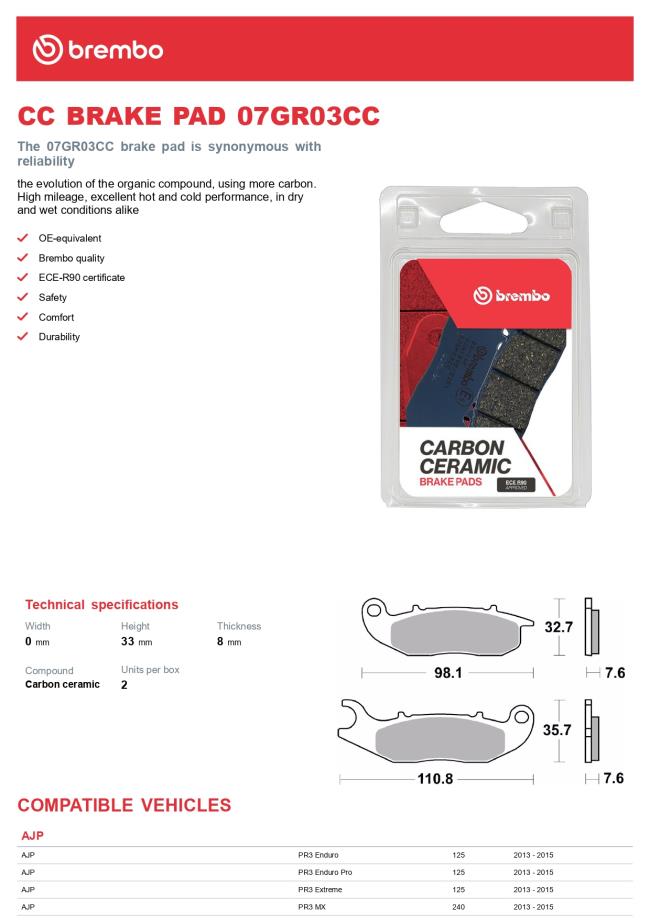 brembo
CC BRAKE PAD 07GR03CC
The 07GR03CC brake pad is synonymous with
reliability
the evolution of the organic compound, using more carbon.
High mileage, excellent hot and cold performance, in dry
and wet conditions alike
OE-equivalent
Brembo quality
ECE-R90 certificate
Safety
Comfort
Durability
brembo
brembo
CARBON
CERAMIC
BRAKE PADS
ECE R90
APPROVED
Technical specifications
Width Height Thickness
0 mm 33 mm 8 mm
Compound Units per box
Carbon ceramic 2
32.7
98.1 7.6
35.7
110.8 7.6
COMPATIBLE VEHICLES
AJP
AJP PR3 Enduro 125 2013 - 2015
AJP PR3 Enduro Pro 125 2013 - 2015
AJP PR3 Extreme 125 2013 - 2015
AJP PR3 MX 240 2013 - 2015